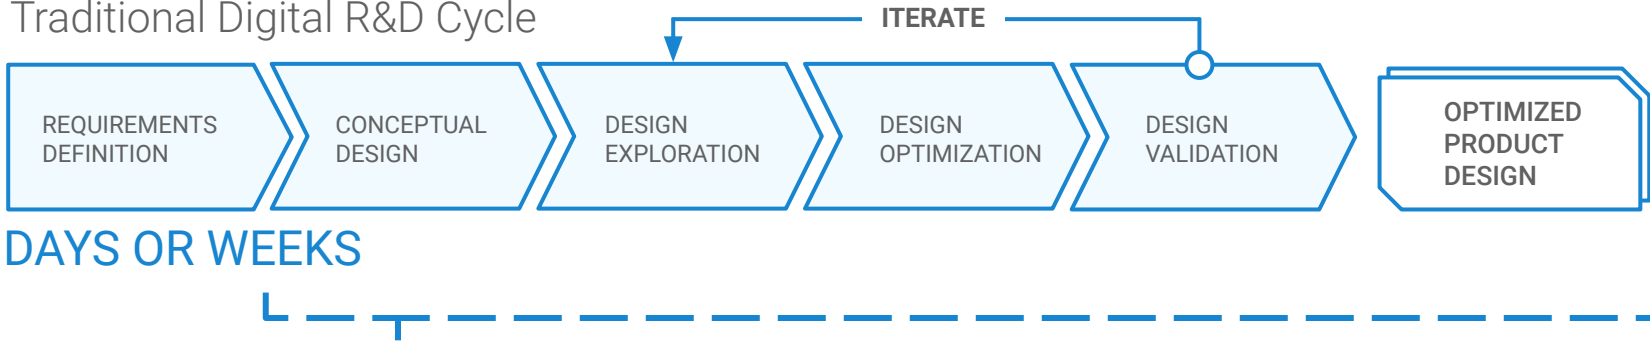 Traditional Digital R&D Cycle
ITERATE
REQUIREMENTS
DEFINITION
CONCEPTUAL
DESIGN
DESIGN
EXPLORATION
DESIGN
OPTIMIZATION
DESIGN
VALIDATION
OPTIMIZED
PRODUCT
DESIGN
DAYS OR WEEKS